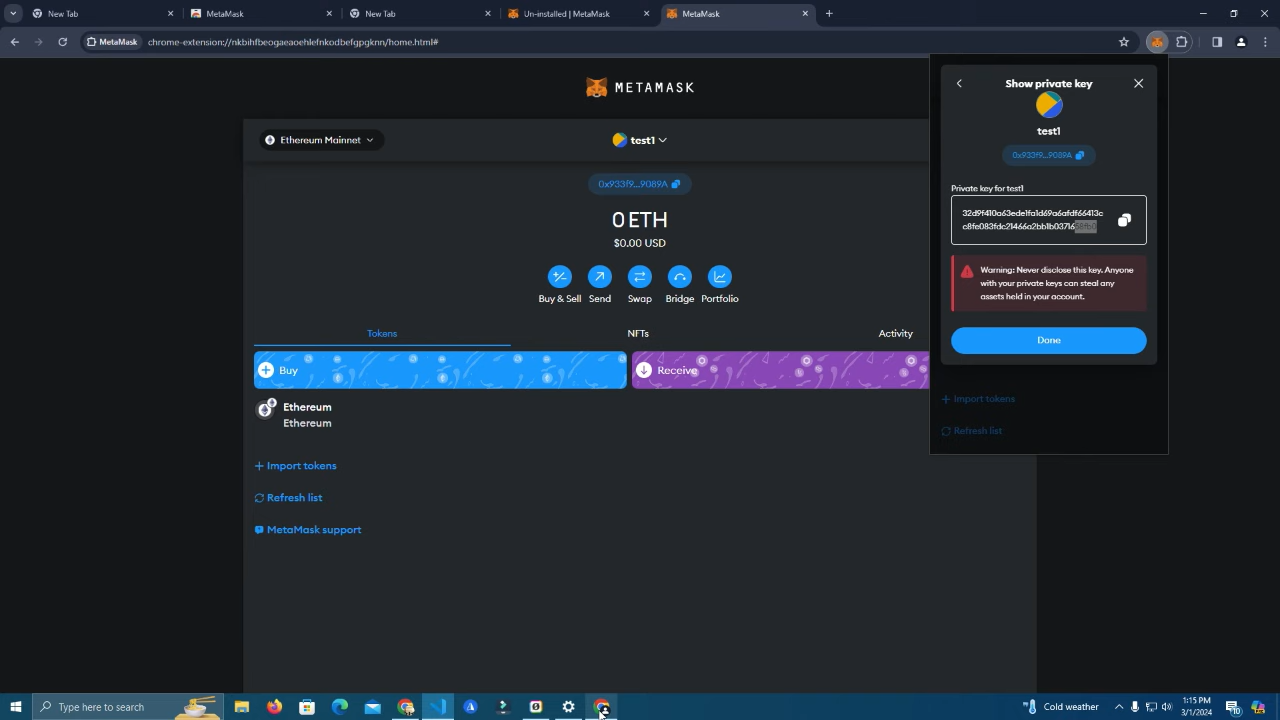 New Tab
MetaMask
New Tab
Un-installed | MetaMask
MetaMask
MetaMask
chrome-extension://nkbihfbeogaeaoehlefnkodbefgpgknn/home.html#
METAMASK
Ethereum Mainnet
test1
0x933f9...9089A
0 ETH
$0.00 USD
Buy & Sell
Send
Swap
Bridge
Portfolio
Tokens
NFTs
Activity
Buy
Receive
Ethereum
Ethereum
+ Import tokens
Refresh list
MetaMask support
Show private key
test1
0x933f9...9089A
Private key for test1
Warning: Never disclose this key. Anyone
with your private keys can steal any
assets held in your account.
Done
+ Import tokens
Refresh list
Type here to search
Cold weather
1:15 PM
3/1/2024